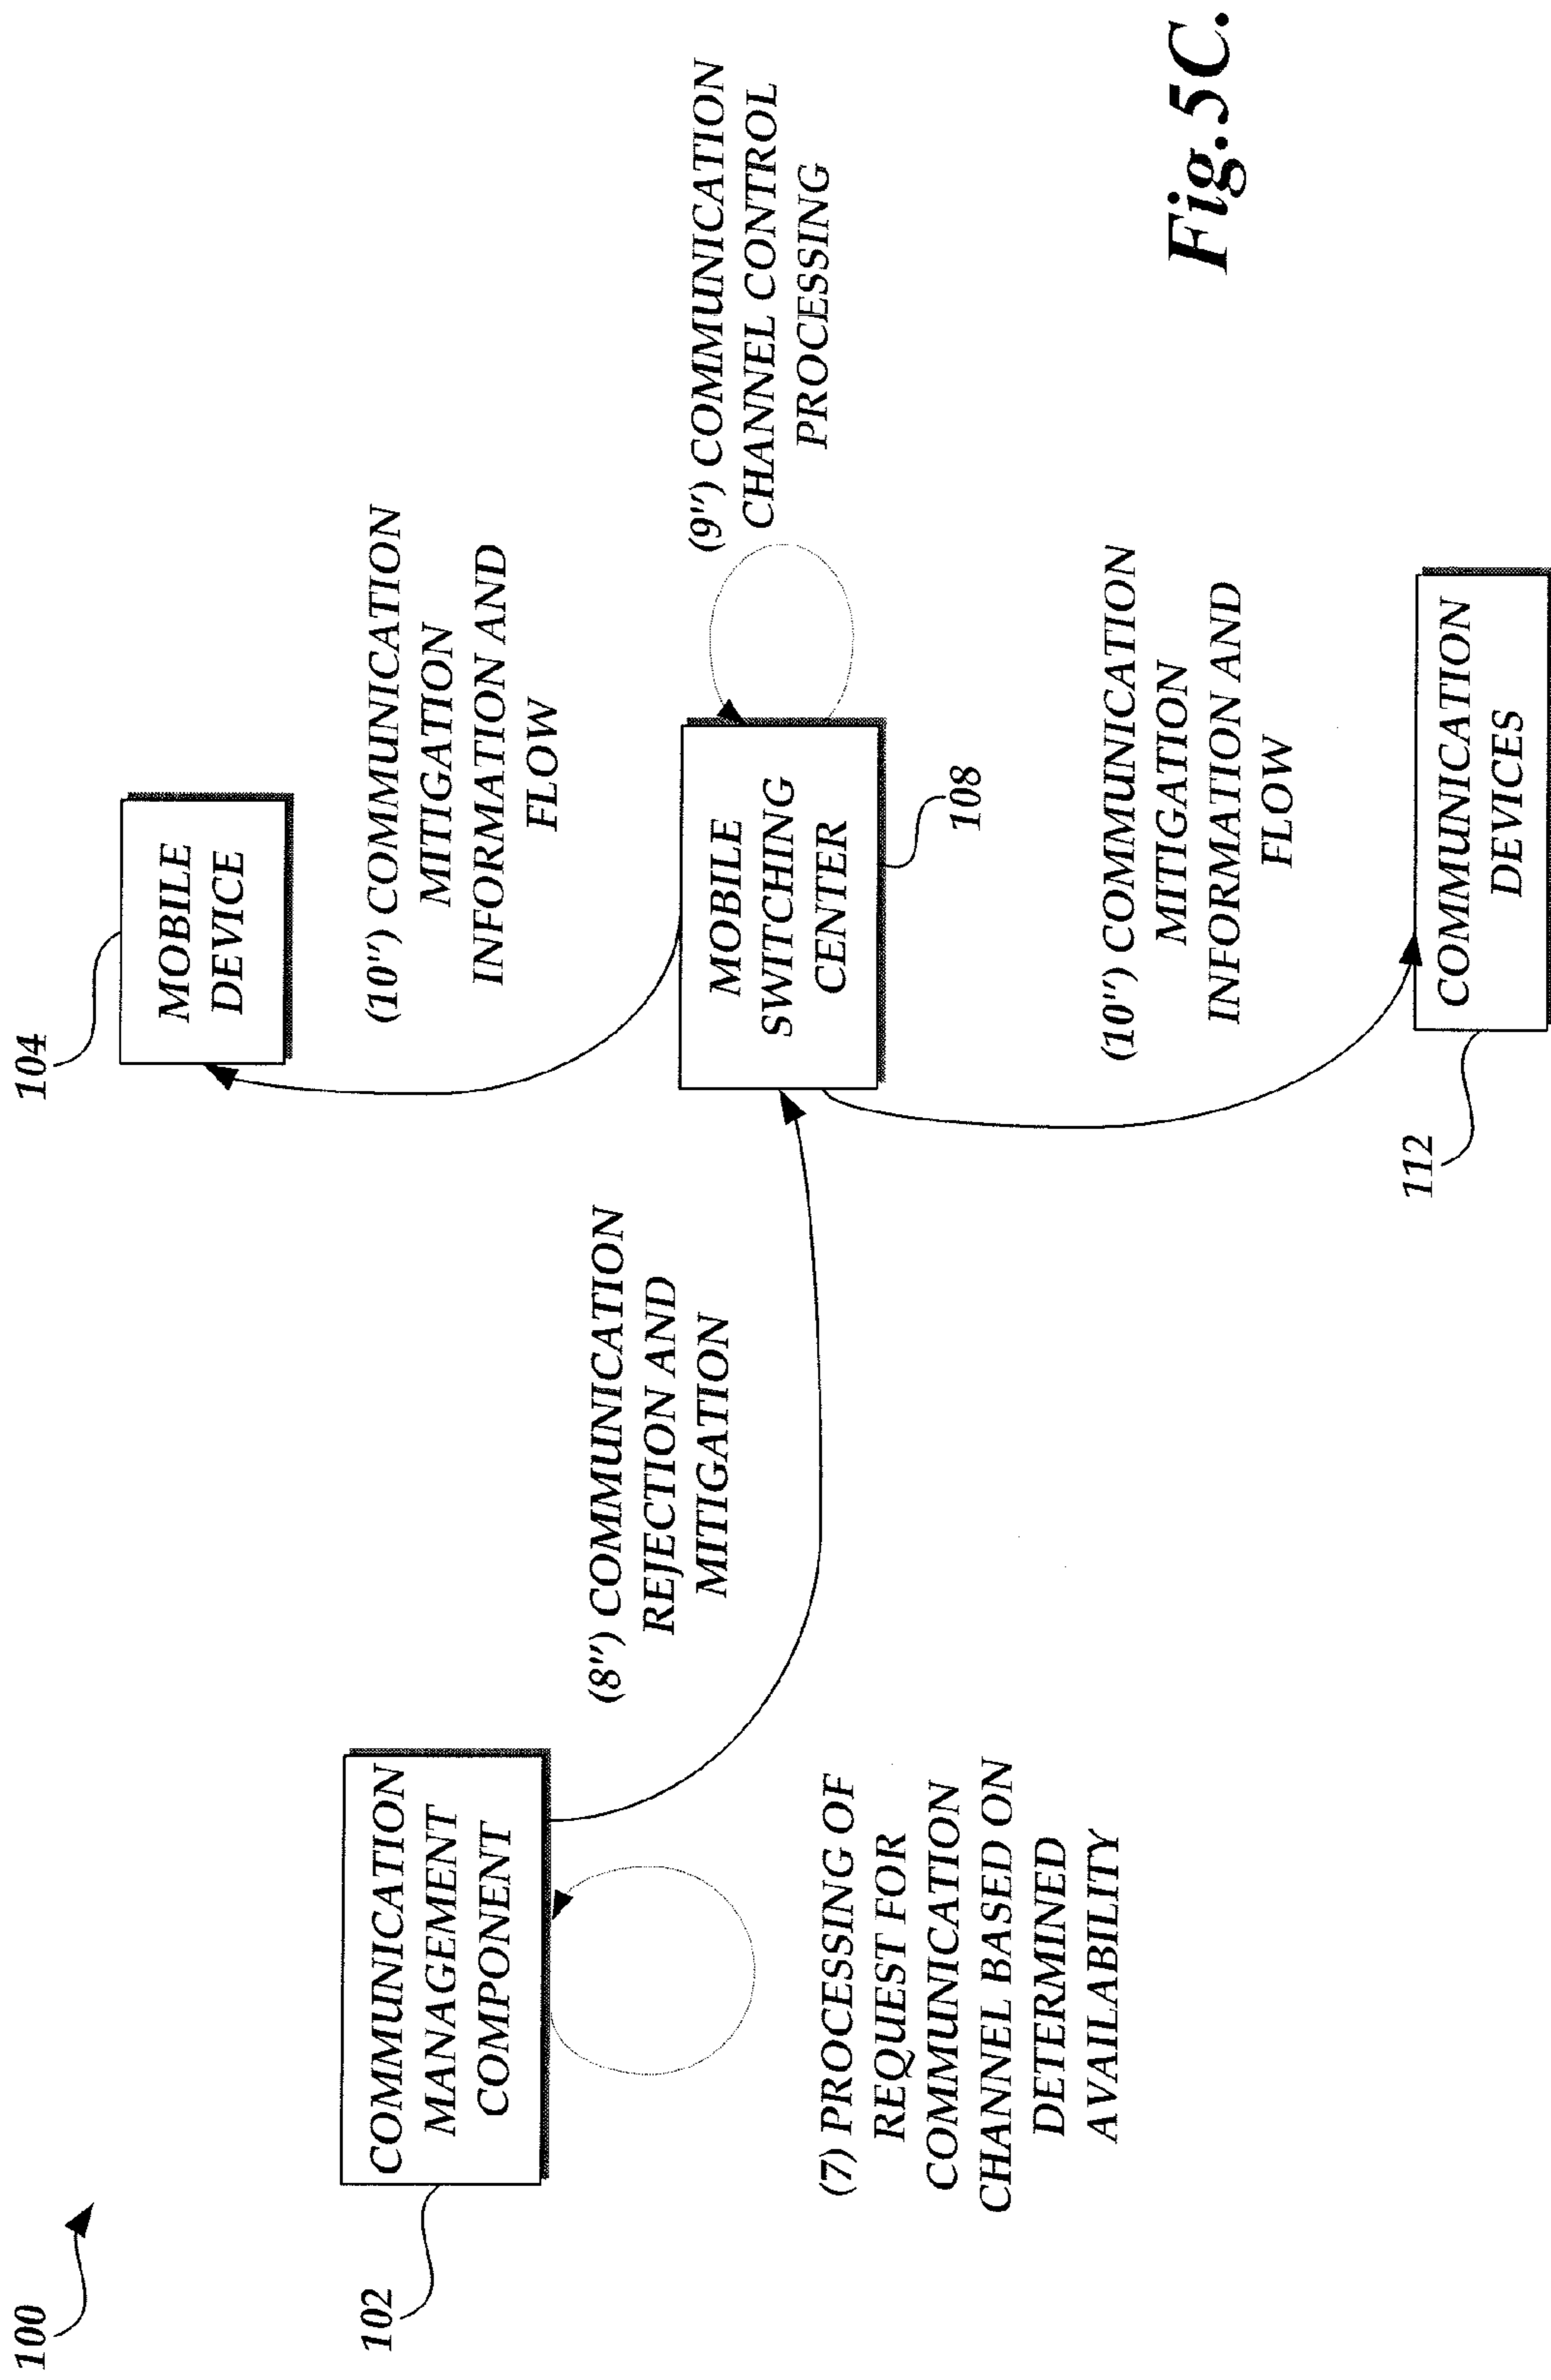 100
104
MOBILE
DEVICE
(10'') COMMUNICATION
MITIGATION
INFORMATION AND
FLOW
102
COMMUNICATION
MANAGEMENT
COMPONENT
(8'') COMMUNICATION
REJECTION AND
MITIGATION
MOBILE
SWITCHING
CENTER
108
(9'') COMMUNICATION
CHANNEL CONTROL
PROCESSING
(7) PROCESSING OF
REQUEST FOR
COMMUNICATION
CHANNEL BASED ON
DETERMINED
AVAILABILITY
(10'') COMMUNICATION
MITIGATION
INFORMATION AND
FLOW
112
COMMUNICATION
DEVICES
Fig.5C.